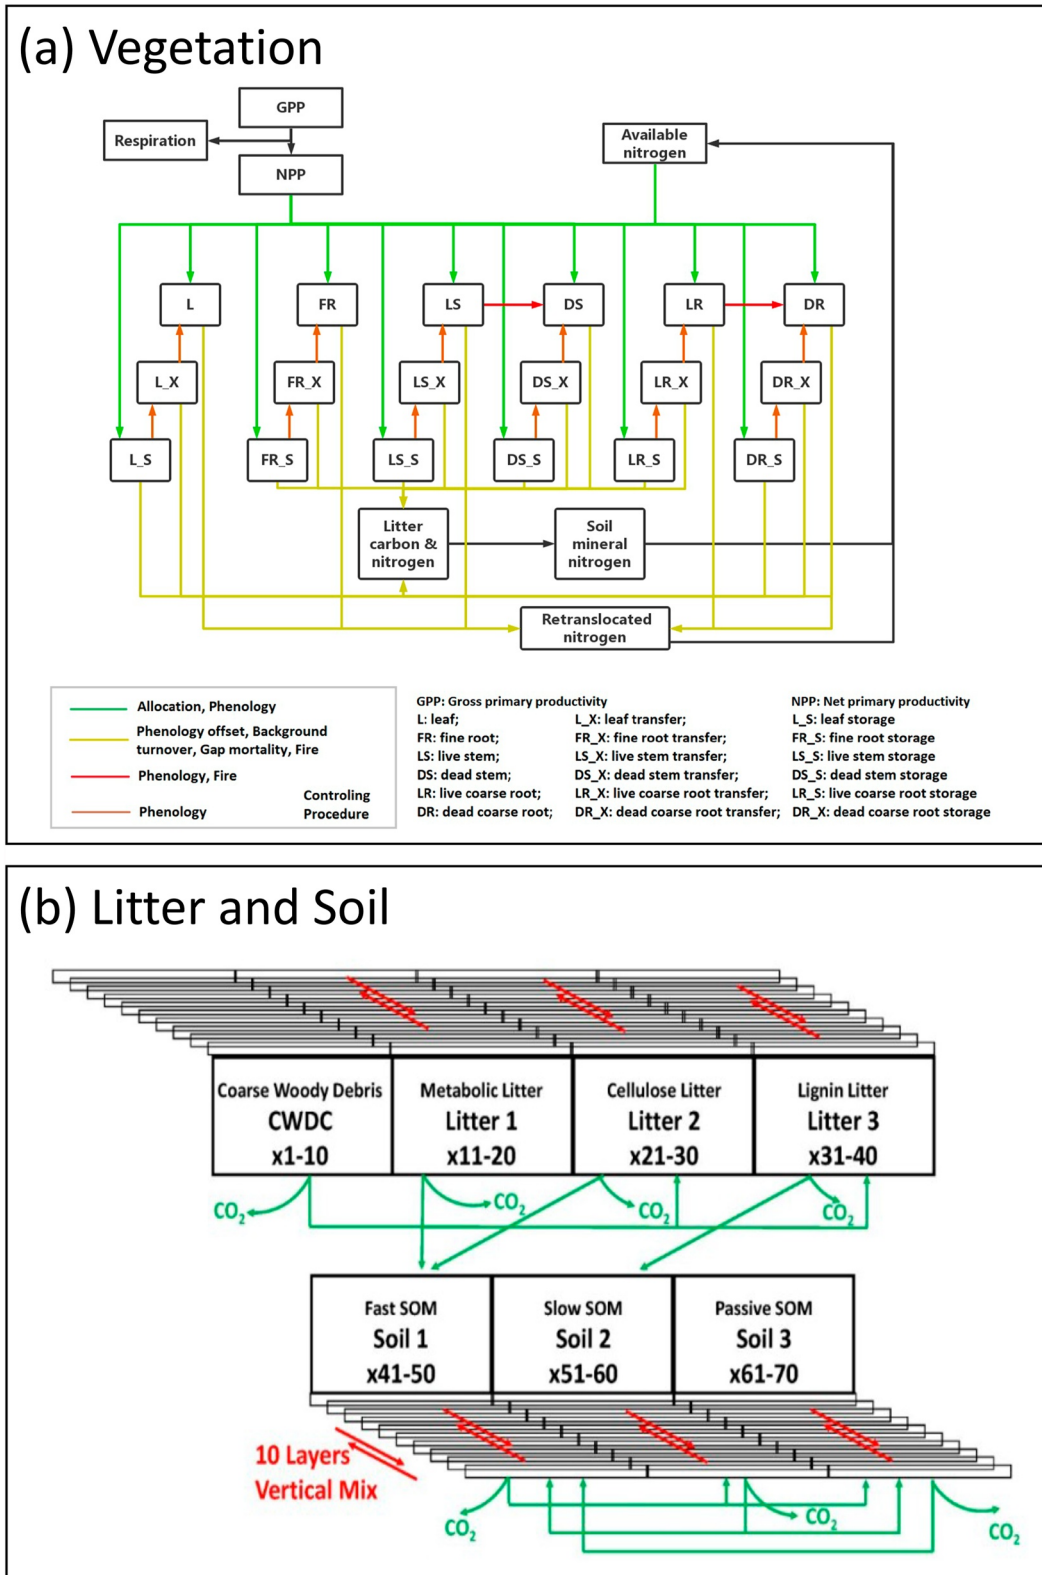 (a) Vegetation
GPP
Respiration
NPP
Available
nitrogen
L
FR
LS
DS
LR
DR
L_X
FR_X
LS_X
DS_X
LR_X
DR_X
L_S
FR_S
LS_S
DS_S
LR_S
DR_S
Litter
carbon &
nitrogen
Soil
mineral
nitrogen
Retranslocated
nitrogen
Allocation, Phenology
Phenology offset, Background
turnover, Gap mortality, Fire
Phenology, Fire
Phenology
Controling
Procedure
GPP: Gross primary productivity NPP: Net primary productivity
L: leaf; L_X: leaf transfer; L_S: leaf storage
FR: fine root; FR_X: fine root transfer; FR_S: fine root storage
LS: live stem; LS_X: live stem transfer; LS_S: live stem storage
DS: dead stem; DS_X: dead stem transfer; DS_S: dead stem storage
LR: live coarse root; LR_X: live coarse root transfer; LR_S: live coarse root storage
DR: dead coarse root; DR_X: dead coarse root transfer; DR_X: dead coarse root storage
(b) Litter and Soil
Coarse Woody Debris
CWDC
x1-10
Metabolic Litter
Litter 1
x11-20
Cellulose Litter
Litter 2
x21-30
Lignin Litter
Litter 3
x31-40
CO2
CO2
CO2
CO2
Fast SOM
Soil 1
x41-50
Slow SOM
Soil 2
x51-60
Passive SOM
Soil 3
x61-70
10 Layers
Vertical Mix
CO2
CO2
CO2